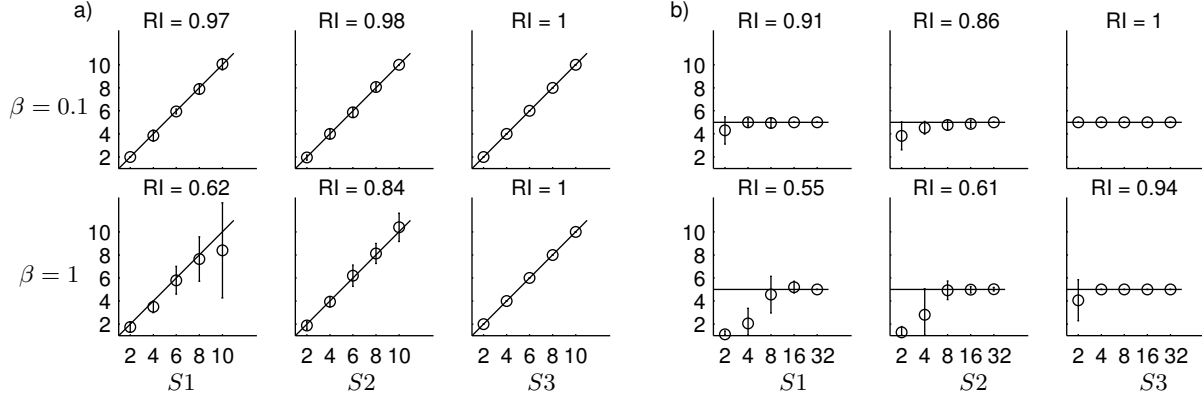 a)
RI = 0.97 RI = 0.98 RI = 1
β = 0.1
10
8
6
4
2
RI = 0.62 RI = 0.84 RI = 1
β = 1
10
8
6
4
2
2 4 6 8 10 2 4 6 8 10 2 4 6 8 10
S1 S2 S3
b)
RI = 0.91 RI = 0.86 RI = 1
10
8
6
4
2
RI = 0.55 RI = 0.61 RI = 0.94
10
8
6
4
2
2 4 8 16 32 2 4 8 16 32 2 4 8 16 32
S1 S2 S3